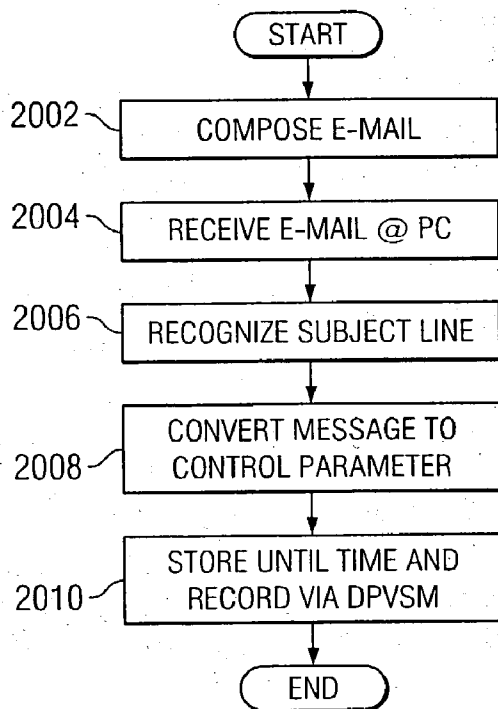 START
2002
COMPOSE E-MAIL
2004
RECEIVE E-MAIL @ PC
2006
RECOGNIZE SUBJECT LINE
2008
CONVERT MESSAGE TO
CONTROL PARAMETER
2010
STORE UNTIL TIME AND
RECORD VIA DPVSM
END